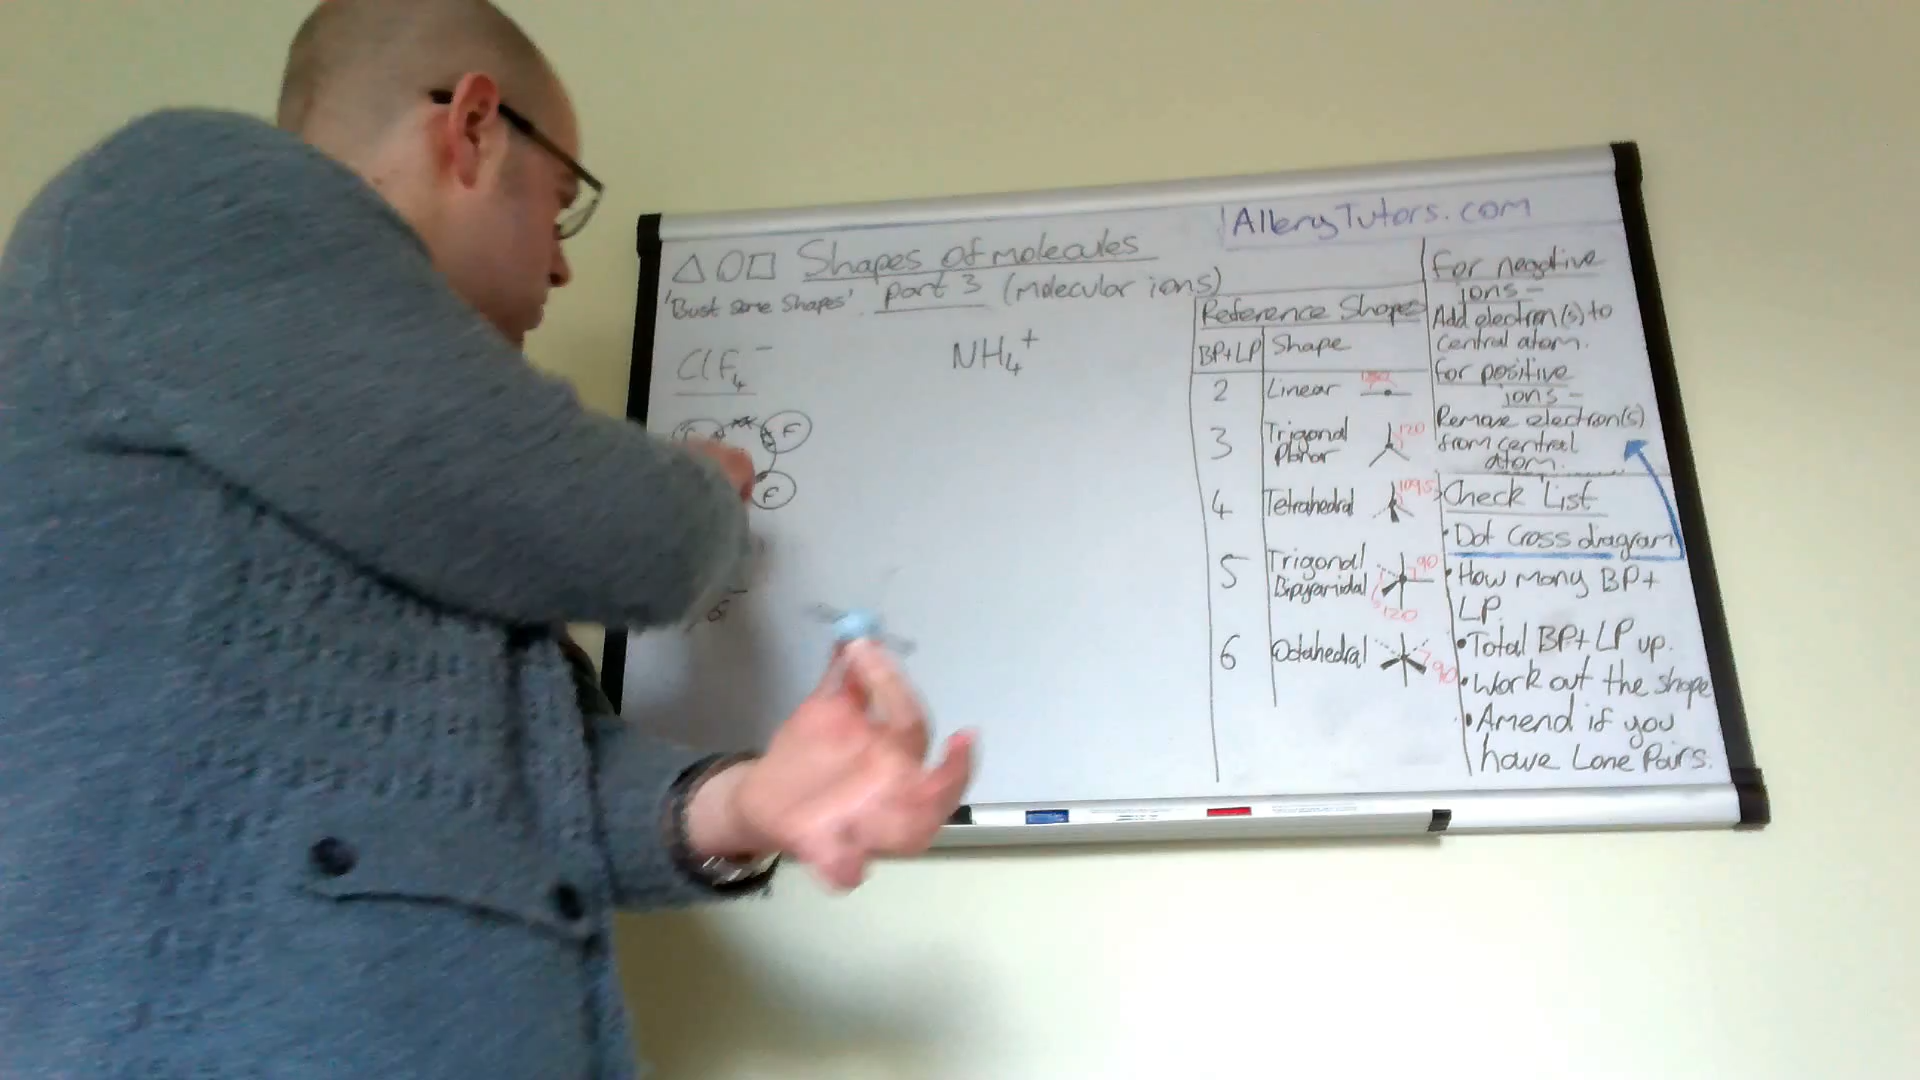 AlleryTutors.com
Shapes of molecules
'Bust some Shapes'. part 3 (molecular ions)
ClF4⁻
NH4⁺
F
F
Reference Shapes
BP+LP Shape
2 Linear 180
3 Trigonal Planar 120
4 Tetrahedral 109.5
5 Trigonal Bipyramidal 90 120
6 Octahedral 90
For negative
ions -
Add electron(s) to
central atom.
for positive
ions -
Remove electron(s)
from central
atom.
Check List
• Dot Cross diagram
• How many BP+
LP.
• Total BP+LP up.
• Work out the shape
• Amend if you
have Lone Pairs.